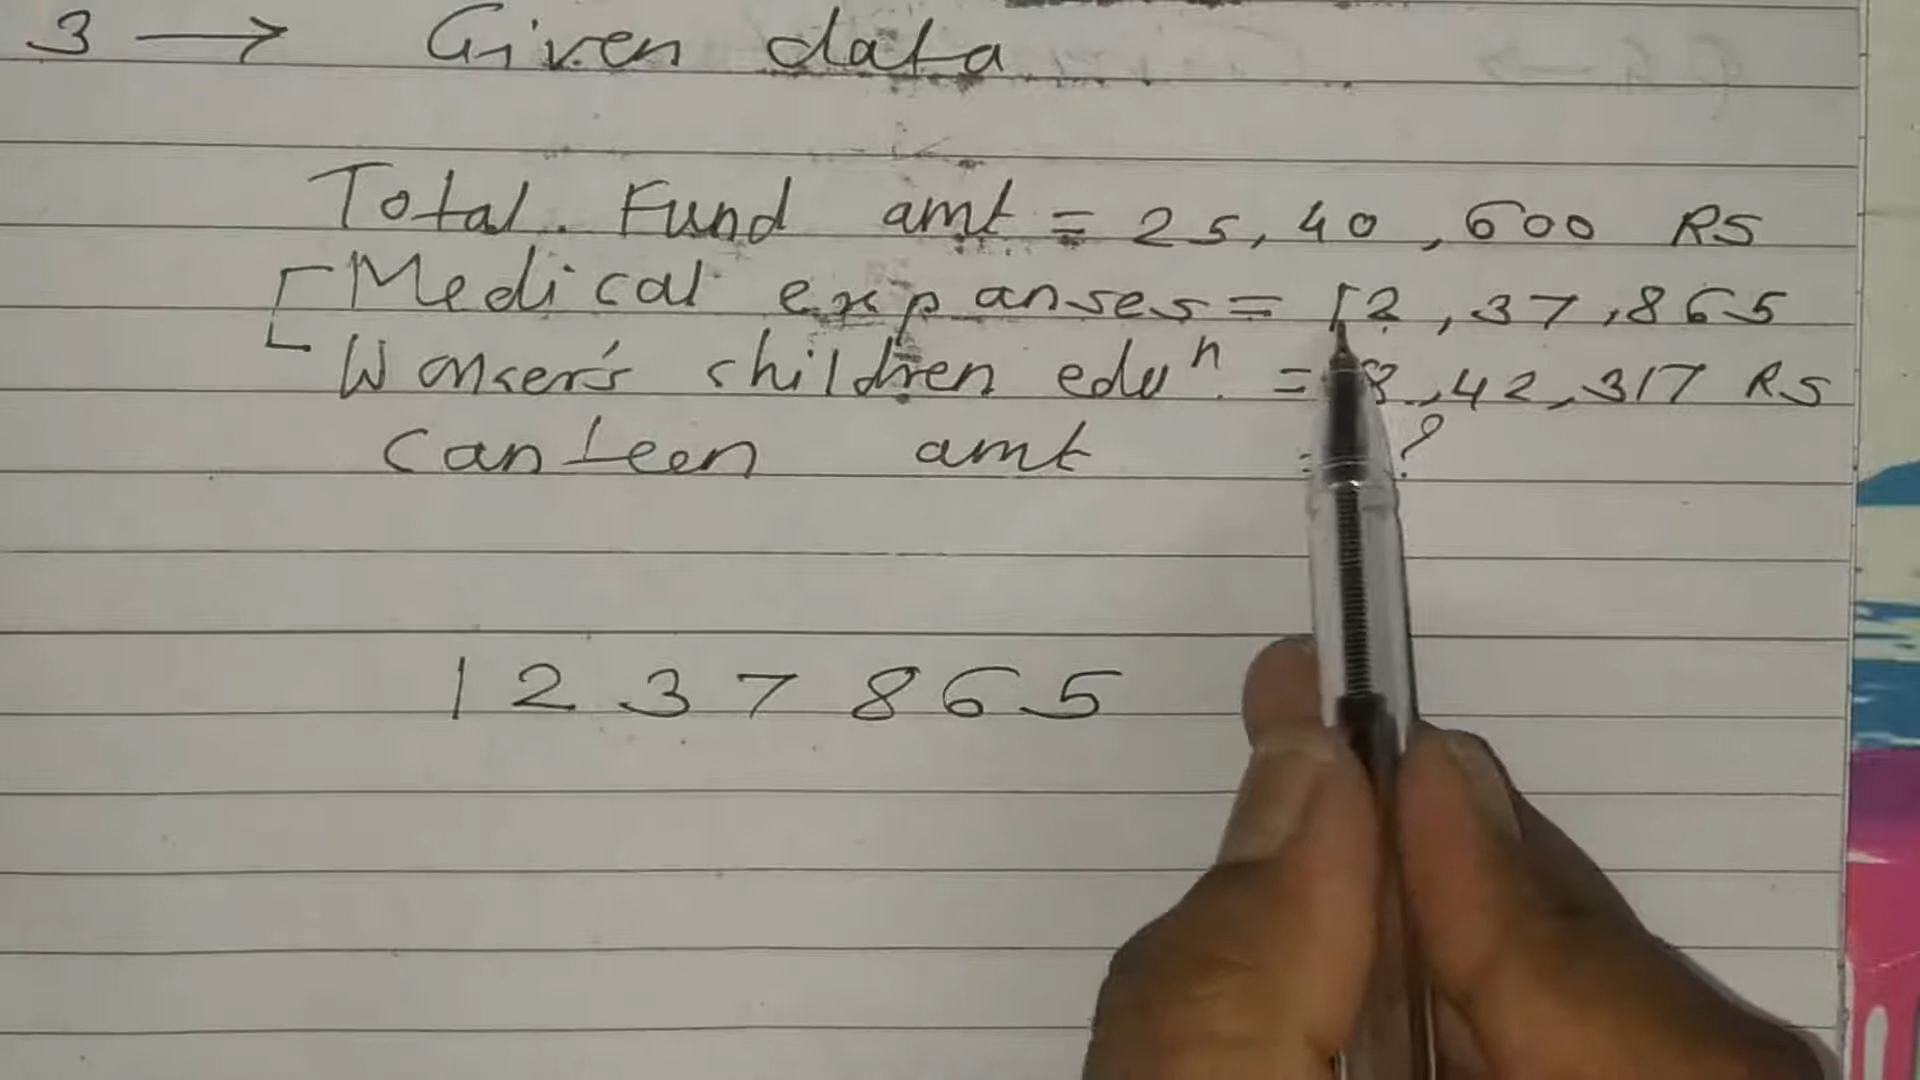 3 → Given data
Total. Fund amt = 25,40,600 RS
Medical expanses = 12,37,865
Worker's children eduⁿ. = 8,42,317 RS
Canteen amt = ?
1237865